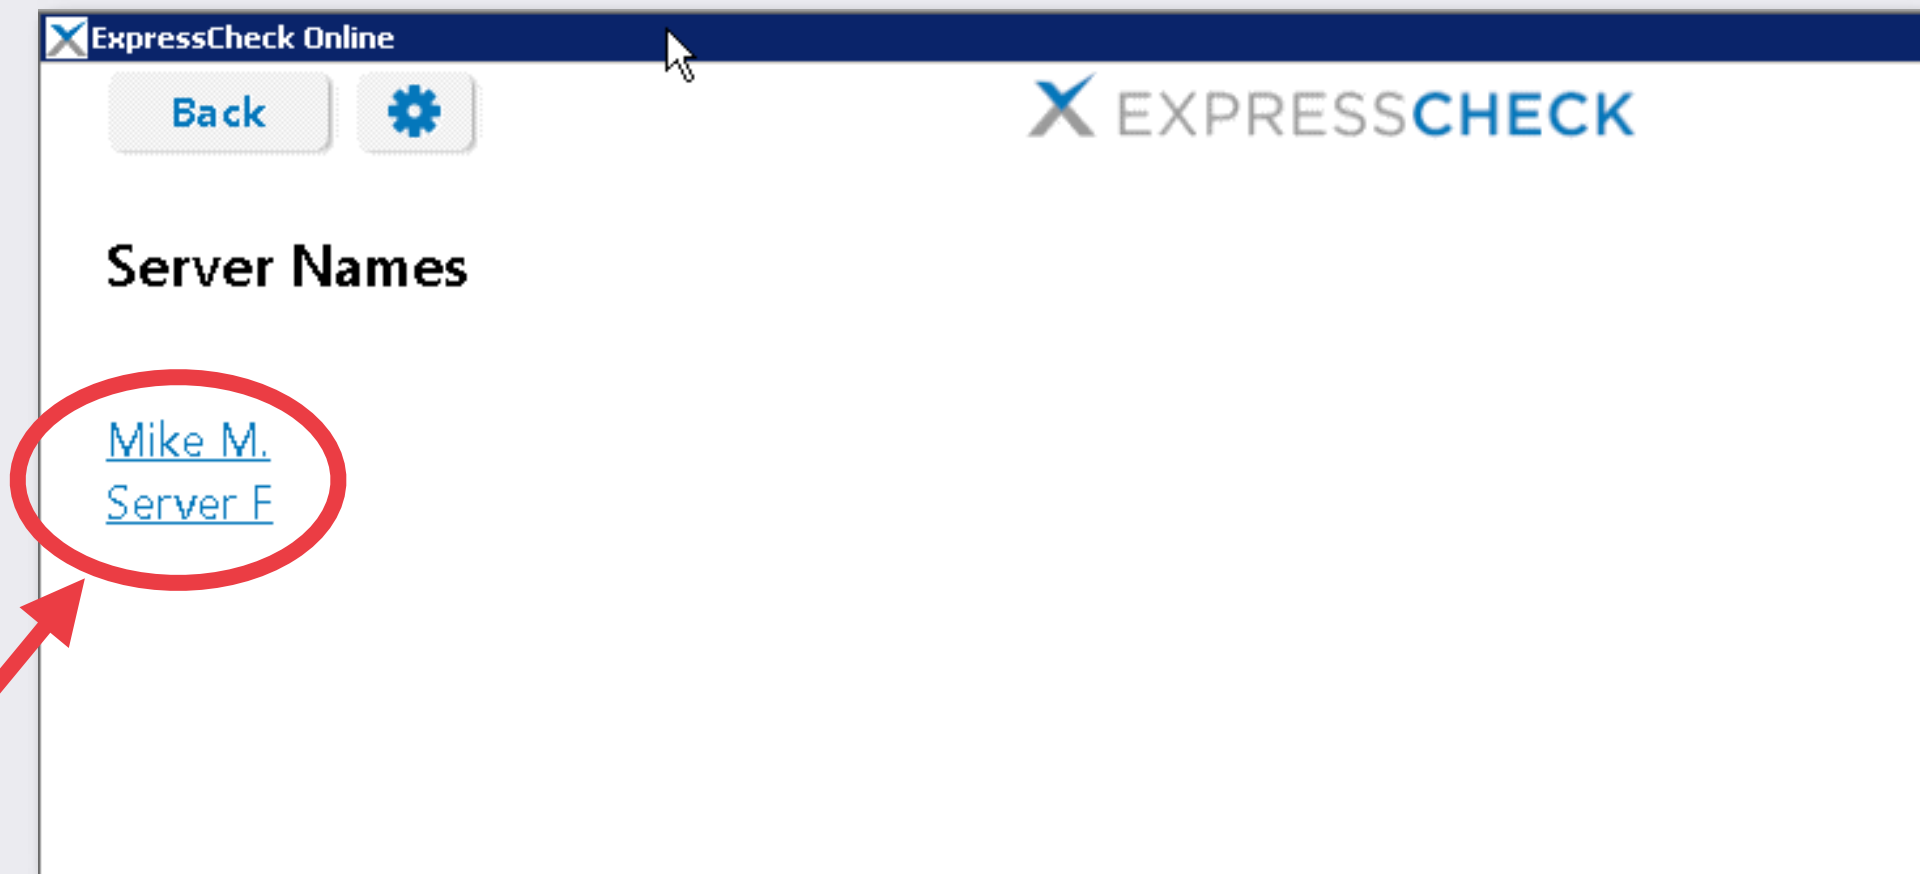 ExpressCheck Online
Back
EXPRESSCHECK
Server Names
Mike M.
Server F